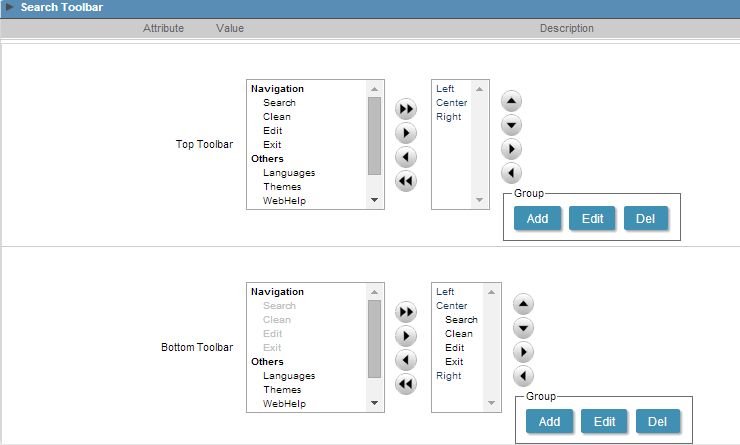 Search Toolbar
Attribute Value Description
Top Toolbar
Navigation
Search
Clean
Edit
Exit
Others
Languages
Themes
WebHelp
Left
Center
Right
Group
Add Edit Del
Bottom Toolbar
Navigation
Search
Clean
Edit
Exit
Others
Languages
Themes
WebHelp
Left
Center
Search
Clean
Edit
Exit
Right
Group
Add Edit Del